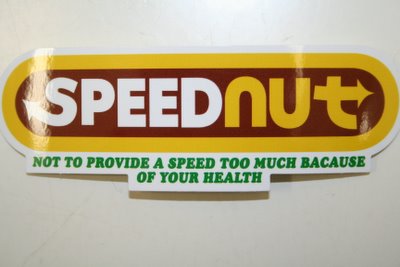 SPEEDNUT
NOT TO PROVIDE A SPEED TOO MUCH BACAUSE
OF YOUR HEALTH